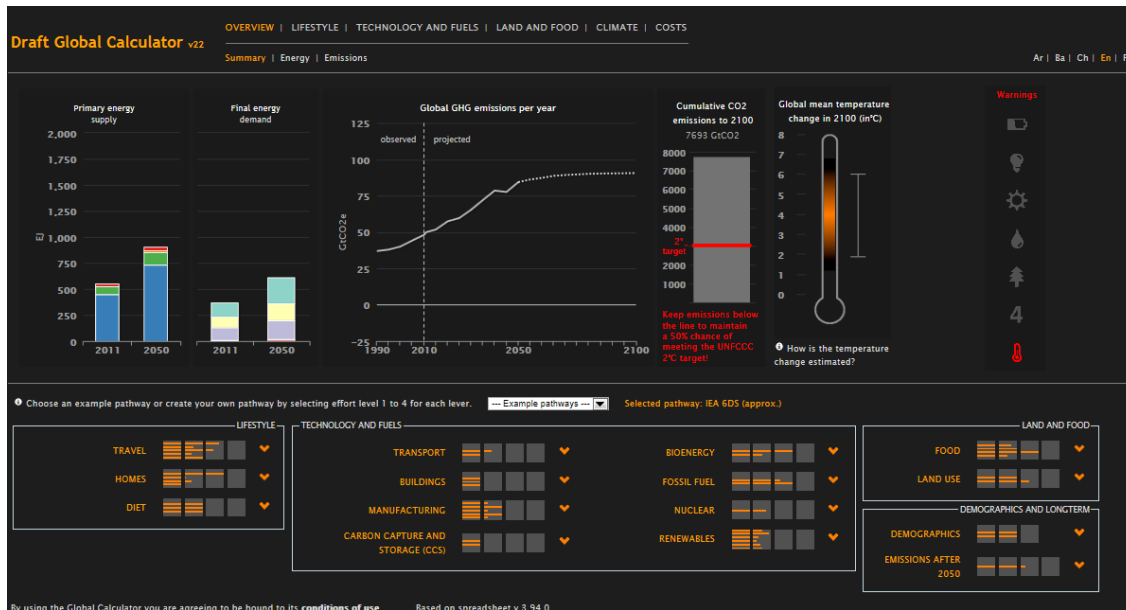 OVERVIEW | LIFESTYLE | TECHNOLOGY AND FUELS | LAND AND FOOD | CLIMATE | COSTS
Draft Global Calculator v22
Summary | Energy | Emissions
Ar | Ba | Ch | En |
Primary energy
supply
2,000
1,750
1,500
1,250
1,000
750
500
250
0
EJ
2011 2050
Final energy
demand
2011 2050
Global GHG emissions per year
125
100
75
50
25
0
−25
GtCO2e
observed projected
1990 2010 2050 2100
Cumulative CO2
emissions to 2100
7693 GtCO2
8000
7000
6000
5000
4000
2°
target
2000
1000
Keep emissions below
the line to maintain
a 50% chance of
meeting the UNFCCC
2°C target!
Global mean temperature
change in 2100 (in°C)
8
7
6
5
4
3
2
1
0
How is the temperature
change estimated?
Warnings
4
Choose an example pathway or create your own pathway by selecting effort level 1 to 4 for each lever.
--- Example pathways ---
Selected pathway: IEA 6DS (approx.)
LIFESTYLE
TRAVEL
HOMES
DIET
TECHNOLOGY AND FUELS
TRANSPORT
BUILDINGS
MANUFACTURING
CARBON CAPTURE AND
STORAGE (CCS)
BIOENERGY
FOSSIL FUEL
NUCLEAR
RENEWABLES
LAND AND FOOD
FOOD
LAND USE
DEMOGRAPHICS AND LONGTERM
DEMOGRAPHICS
EMISSIONS AFTER
2050
By using the Global Calculator you are agreeing to be bound to its conditions of use
Based on spreadsheet v 3.94.0